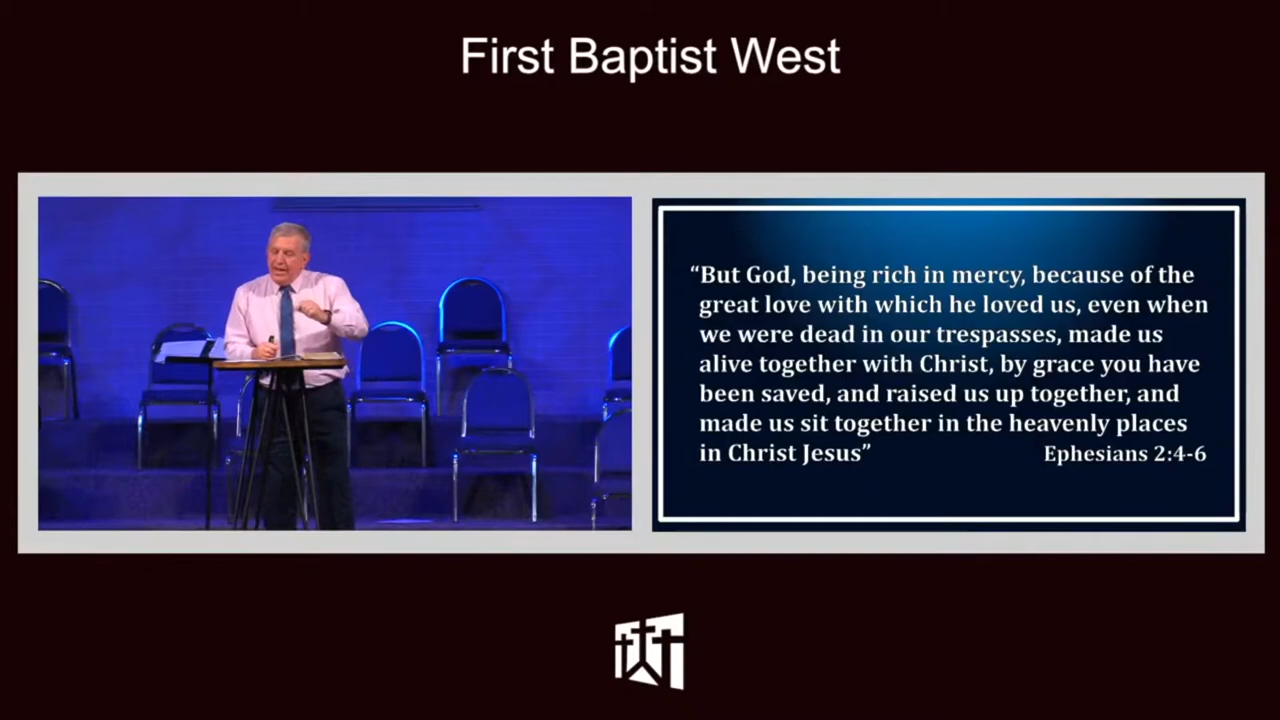 First Baptist West
“But God, being rich in mercy, because of the
great love with which he loved us, even when
we were dead in our trespasses, made us
alive together with Christ, by grace you have
been saved, and raised us up together, and
made us sit together in the heavenly places
in Christ Jesus” Ephesians 2:4-6